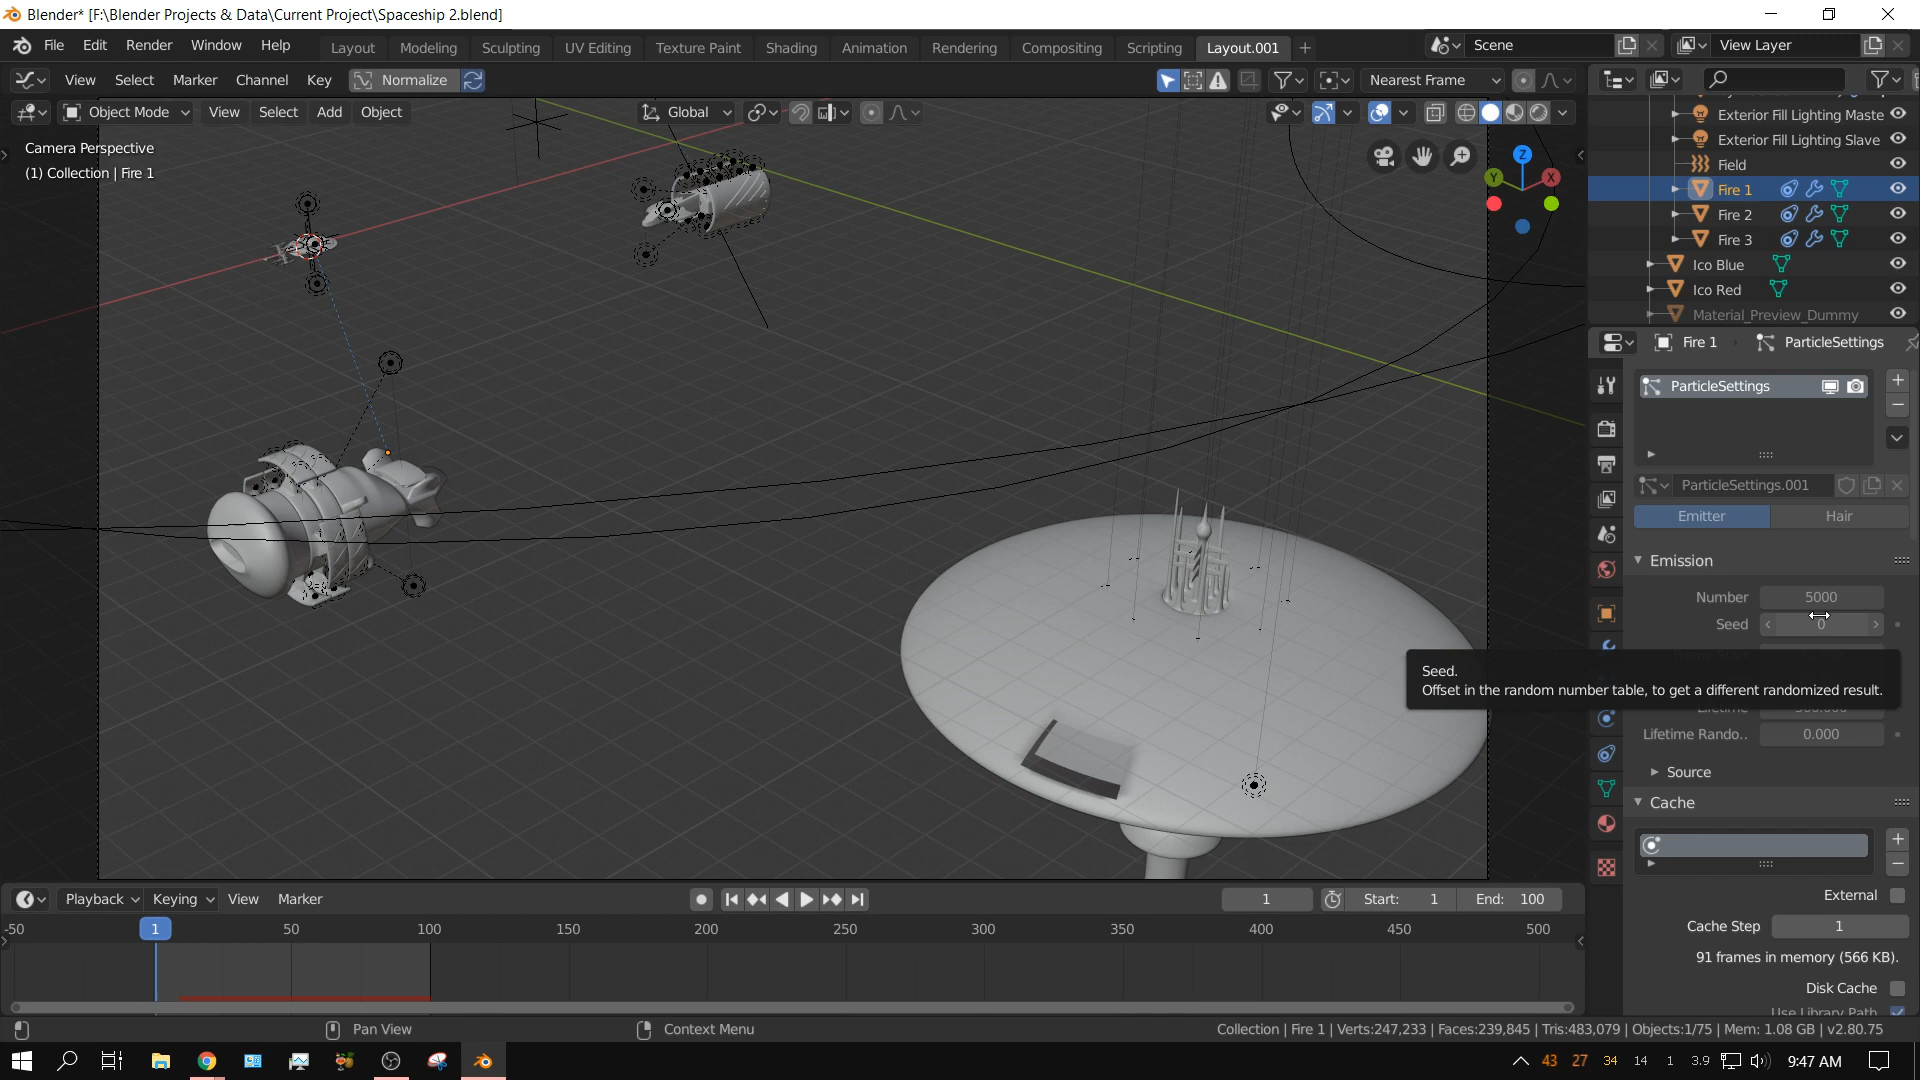 Blender* [F:\Blender Projects & Data\Current Project\Spaceship 2.blend]
File Edit Render Window Help Layout Modeling Sculpting UV Editing Texture Paint Shading Animation Rendering Compositing Scripting Layout.001 + Scene View Layer
View Select Marker Channel Key Normalize Nearest Frame
Object Mode View Select Add Object Global
Camera Perspective
(1) Collection | Fire 1
Z
Y
X
Exterior Fill Lighting Maste
Exterior Fill Lighting Slave
Field
Fire 1
Fire 2
Fire 3
Ico Blue
Ico Red
Material_Preview_Dummy
Fire 1 ParticleSettings
ParticleSettings
ParticleSettings.001
Emitter Hair
Emission
Number 5000
Seed 0
Seed.
Offset in the random number table, to get a different randomized result.
Lifetime Rando.. 0.000
Source
Cache
External
Cache Step 1
91 frames in memory (566 KB).
Disk Cache
Use Library Path
Playback Keying View Marker 1 Start: 1 End: 100
-50 1 50 100 150 200 250 300 350 400 450 500
Pan View Context Menu Collection | Fire 1 | Verts:247,233 | Faces:239,845 | Tris:483,079 | Objects:1/75 | Mem: 1.08 GB | v2.80.75
43 27 34 14 1 3.9 9:47 AM